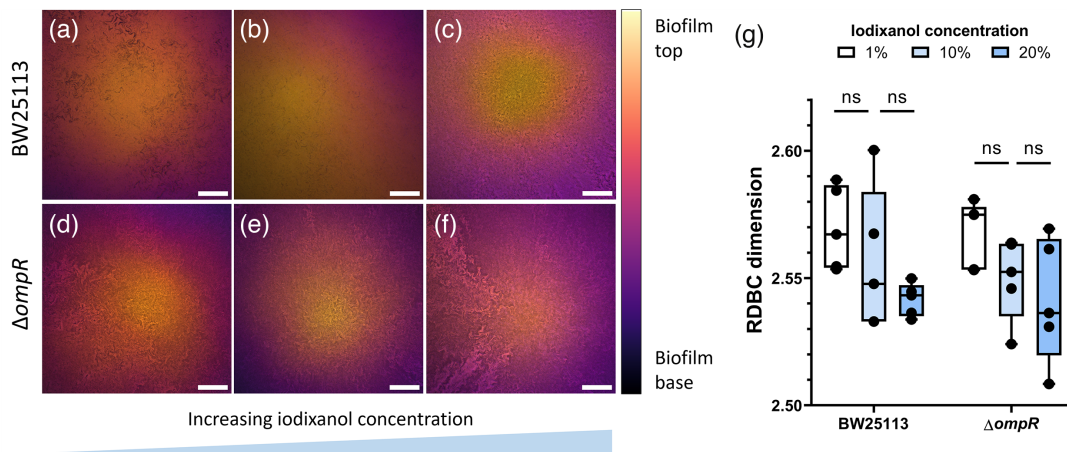 BW25113
(a)
(b)
(c)
Biofilm
top
ΔompR
(d)
(e)
(f)
Biofilm
base
Increasing iodixanol concentration
(g)
Iodixanol concentration
1% 10% 20%
ns ns
ns ns
RDBC dimension
2.60
2.55
2.50
BW25113 ΔompR